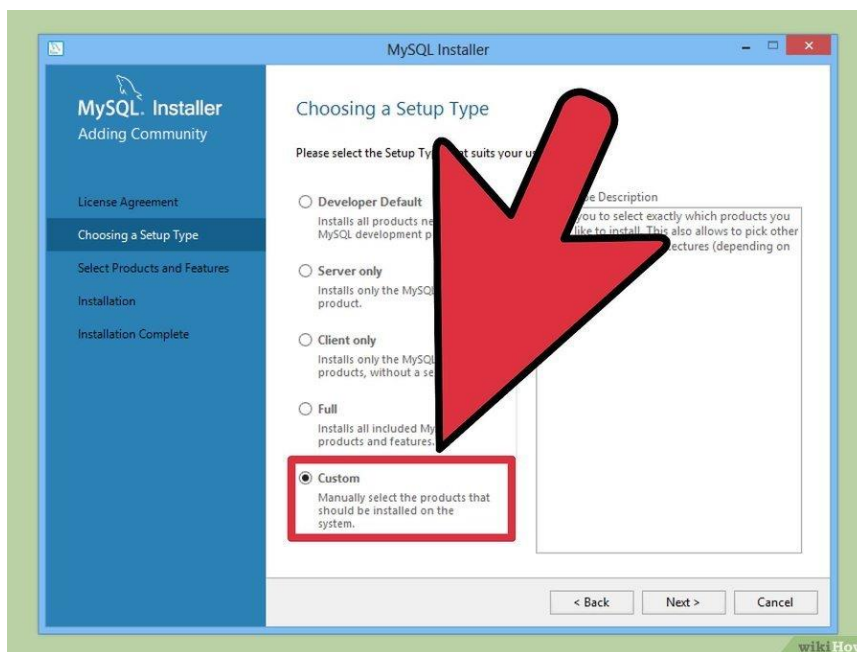 MySQL Installer
MySQL. Installer
Adding Community
License Agreement
Choosing a Setup Type
Select Products and Features
Installation
Installation Complete
Choosing a Setup Type
Please select the Setup Ty at suits your u
Developer Default
Installs all products ne
MySQL development p
Server only
Installs only the MySQL
product.
Client only
Installs only the MySQL
products, without a se
Full
Installs all included My
products and features.
Custom
Manually select the products that
should be installed on the
system.
Description
you to select exactly which products you
like to install. This also allows to pick other
ectures (depending on
< Back
Next >
Cancel
wikiHow